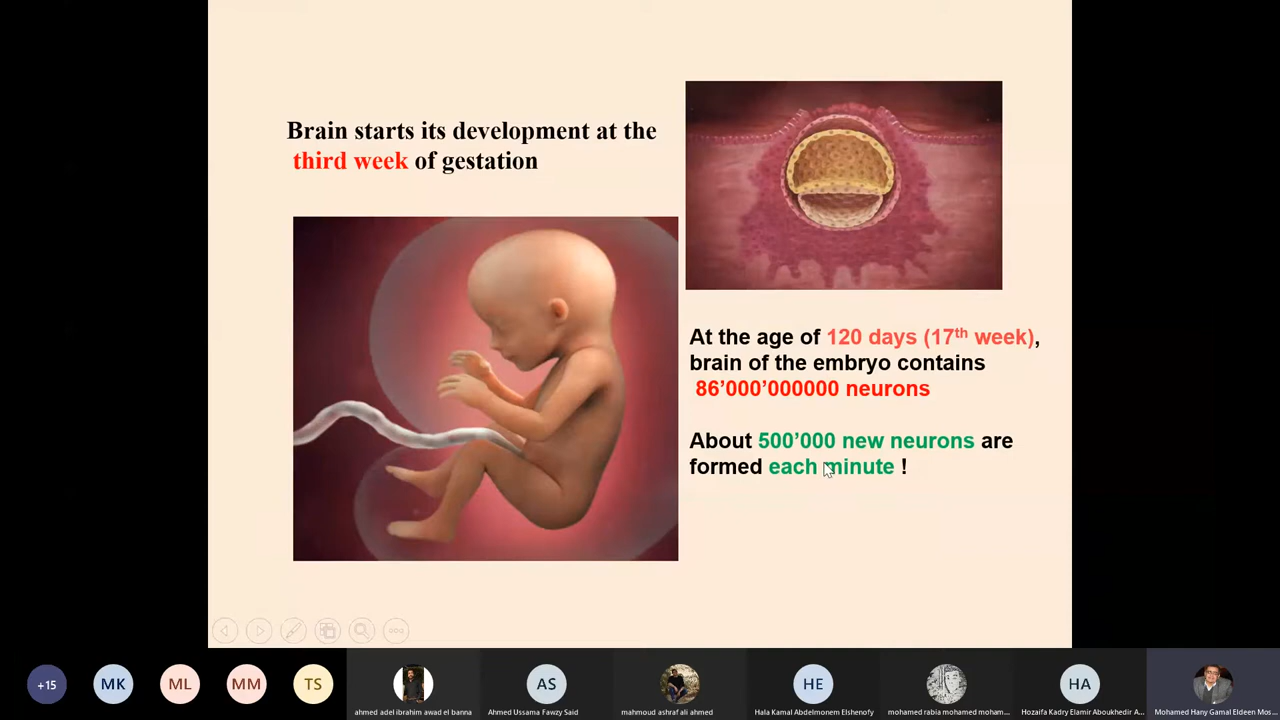 Brain starts its development at the
third week of gestation
At the age of 120 days (17th week),
brain of the embryo contains
86’000’000000 neurons
About 500’000 new neurons are
formed each minute !
+15
MK
ML
MM
TS
ahmed adel ibrahim awad el banna
AS
Ahmed Ussama Fawzy Said
mahmoud ashraf ali ahmed
HE
Hala Kamal Abdelmonem Elshenofy
mohamed rabia mohamed moham...
HA
Hozaifa Kadry Elamir Aboukhedir A...
Mohamed Hany Gamal Eldeen Mos...